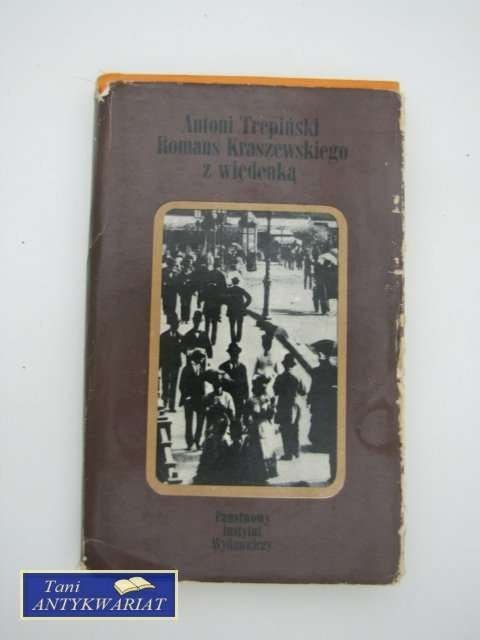 Antoni Trepiński
Romans Kraszewskiego
z wiedenką
Państwowy
Instytut
Wydawniczy
Tani
ANTYKWARIAT